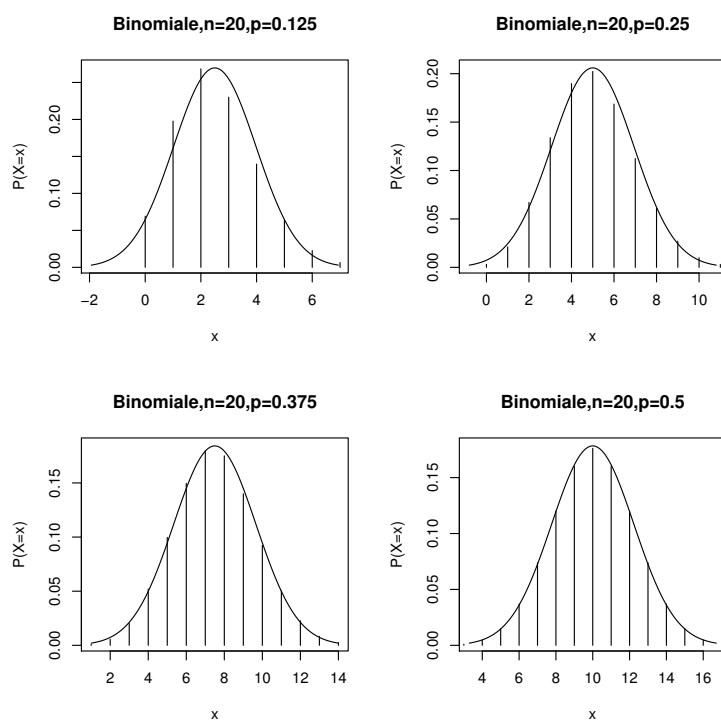 Binomiale,n=20,p=0.125
P(X=x)
0.00 0.10 0.20
−2 0 2 4 6
x
Binomiale,n=20,p=0.25
P(X=x)
0.00 0.05 0.10 0.15 0.20
0 2 4 6 8 10
x
Binomiale,n=20,p=0.375
P(X=x)
0.00 0.05 0.10 0.15
2 4 6 8 10 12 14
x
Binomiale,n=20,p=0.5
P(X=x)
0.00 0.05 0.10 0.15
4 6 8 10 12 14 16
x